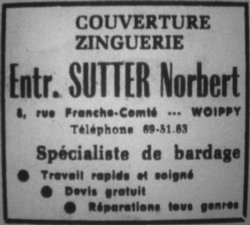 COUVERTURE
ZINGUERIE
Entr. SUTTER Norbert
8, rue Franche-Comté --- WOIPPY
Téléphone 69-51.63
Spécialiste de bardage
● Travail rapide et soigné
● Devis gratuit
● Réparations tous genres